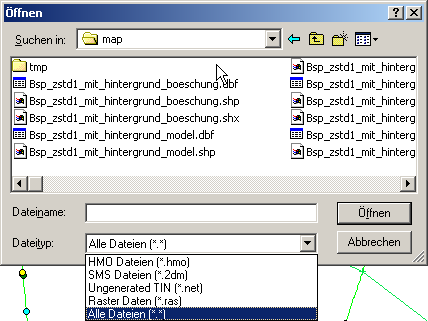 Öffnen
Suchen in: map
tmp
Bsp_zstd1_mit_hintergrund_boeschung.dbf
Bsp_zstd1_mit_hintergrund_boeschung.shp
Bsp_zstd1_mit_hintergrund_boeschung.shx
Bsp_zstd1_mit_hintergrund_model.dbf
Bsp_zstd1_mit_hintergrund_model.shp
Bsp_zstd1_mit_hinterg
Bsp_zstd1_mit_hinterg
Bsp_zstd1_mit_hinterg
Bsp_zstd1_mit_hinterg
Bsp_zstd1_mit_hinterg
Bsp_zstd1_mit_hinterg
Dateiname:
Öffnen
Dateityp: Alle Dateien (*.*)
Abbrechen
HMO Dateien (*.hmo)
SMS Dateien (*.2dm)
Ungenerated TIN (*.net)
Raster Daten (*.ras)
Alle Dateien (*.*)